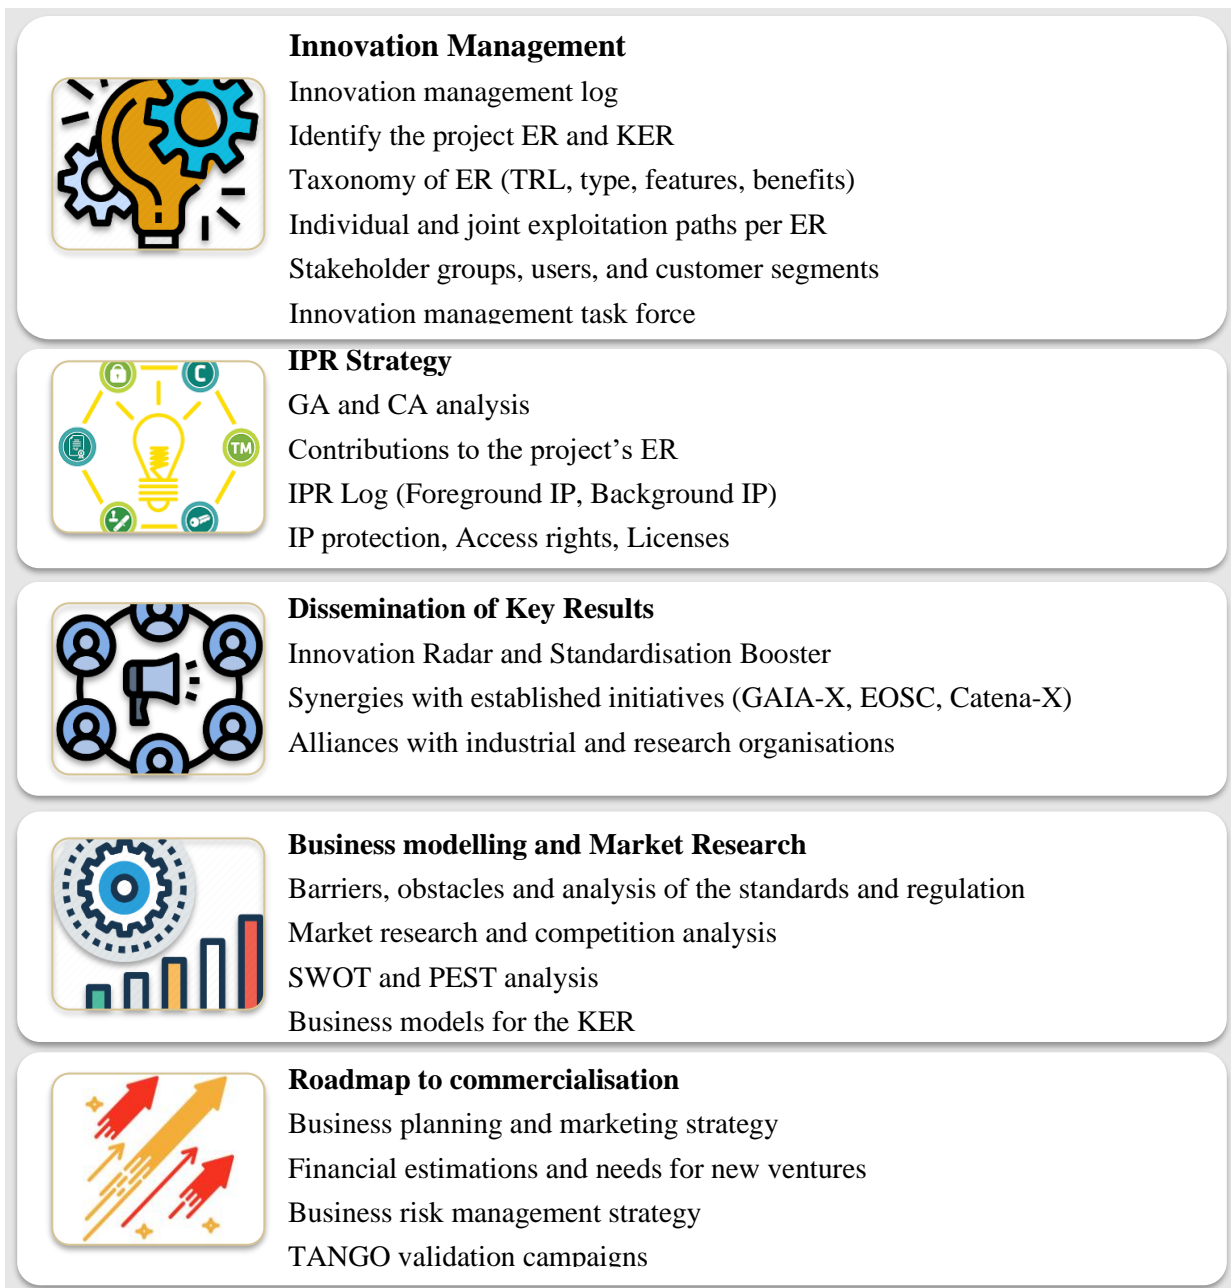 Innovation Management
Innovation management log
Identify the project ER and KER
Taxonomy of ER (TRL, type, features, benefits)
Individual and joint exploitation paths per ER
Stakeholder groups, users, and customer segments
Innovation management task force
IPR Strategy
GA and CA analysis
Contributions to the project’s ER
IPR Log (Foreground IP, Background IP)
IP protection, Access rights, Licenses
C
TM
Dissemination of Key Results
Innovation Radar and Standardisation Booster
Synergies with established initiatives (GAIA-X, EOSC, Catena-X)
Alliances with industrial and research organisations
Business modelling and Market Research
Barriers, obstacles and analysis of the standards and regulation
Market research and competition analysis
SWOT and PEST analysis
Business models for the KER
Roadmap to commercialisation
Business planning and marketing strategy
Financial estimations and needs for new ventures
Business risk management strategy
TANGO validation campaigns